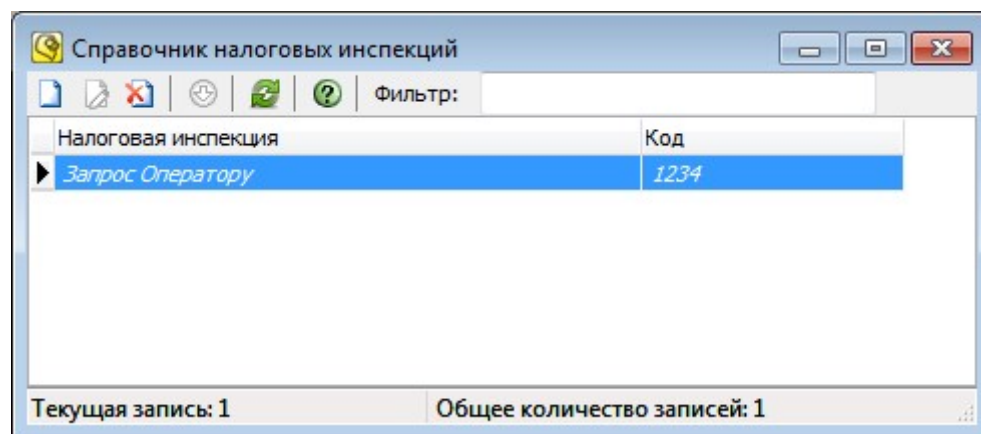 Справочник налоговых инспекций
Фильтр:
Налоговая инспекция Код
Запрос Оператору 1234
Текущая запись: 1 Общее количество записей: 1